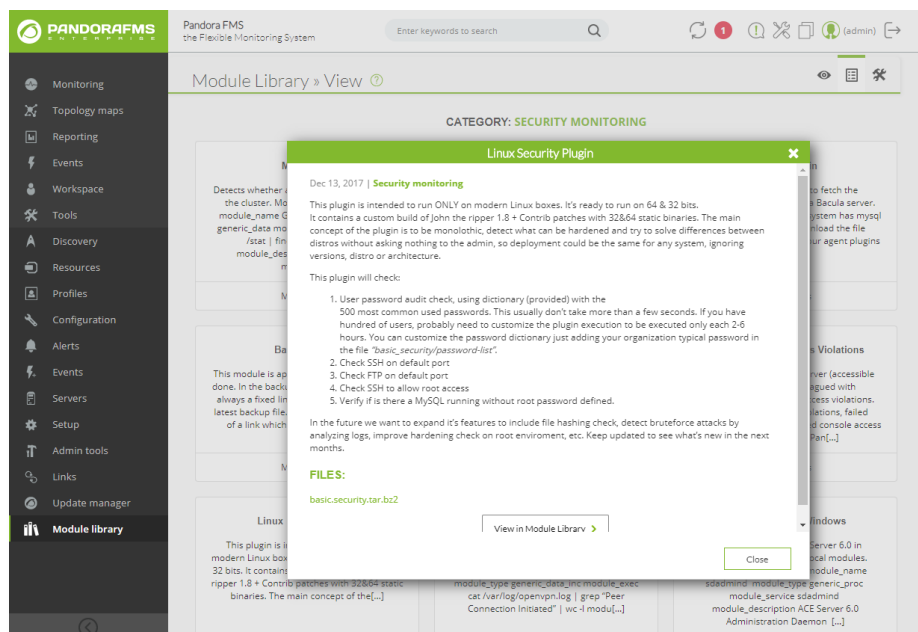 PANDORAFMS
ENTERPRISE
Pandora FMS
the Flexible Monitoring System
Enter keywords to search
1
(admin)
Monitoring
Topology maps
Reporting
Events
Workspace
Tools
Discovery
Resources
Profiles
Configuration
Alerts
Events
Servers
Setup
Admin tools
Links
Update manager
Module library
Module Library » View
CATEGORY: SECURITY MONITORING
Detects whether
the cluster. Mo
module_name G
generic_data mo
/stat | fin
module_des
to fetch the
Bacula server.
ystem has mysql
nload the file
ur agent plugins
Ba
This module is ap
done. In the backu
always a fixed lin
latest backup file.
of a link which
s Violations
rver (accessible
agued with
cess violations.
lations, failed
d console access
Pan[...]
Linux Security Plugin
Dec 13, 2017 | Security monitoring
This plugin is intended to run ONLY on modern Linux boxes. It's ready to run on 64 & 32 bits.
It contains a custom build of John the ripper 1.8 + Contrib patches with 32&64 static binaries. The main
concept of the plugin is to be monolothic, detect what can be hardened and try to solve differences between
distros without asking nothing to the admin, so deployment could be the same for any system, ignoring
versions, distro or architecture.
This plugin will check:
1. User password audit check, using dictionary (provided) with the
500 most common used passwords. This usually don't take more than a few seconds. If you have
hundred of users, probably need to customize the plugin execution to be executed only each 2-6
hours. You can customize the password dictionary just adding your organization typical password in
the file "basic_security/password-list".
2. Check SSH on default port
3. Check FTP on default port
4. Check SSH to allow root access
5. Verify if is there a MySQL running without root password defined.
In the future we want to expand it's features to include file hashing check, detect bruteforce attacks by
analyzing logs, improve hardening check on root enviroment, etc. Keep updated to see what's new in the next
months.
FILES:
basic.security.tar.bz2
View in Module Library
Close
Linux
This plugin is i
modern Linux box
32 bits. It contains
ripper 1.8 + Contrib patches with 32&64 static
binaries. The main concept of the[...]
module_type generic_data_inc module_exec
cat /var/log/openvpn.log | grep "Peer
Connection Initiated" | wc -l modu[...]
indows
Server 6.0 in
ocal modules.
module_name
sdadmind module_type generic_proc
module_service sdadmind
module_description ACE Server 6.0
Administration Daemon [...]